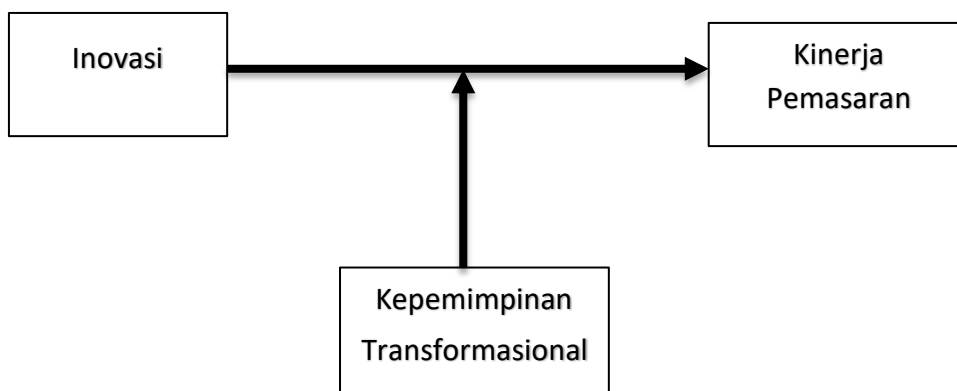 Inovasi
Kinerja
Pemasaran
Kepemimpinan
Transformasional